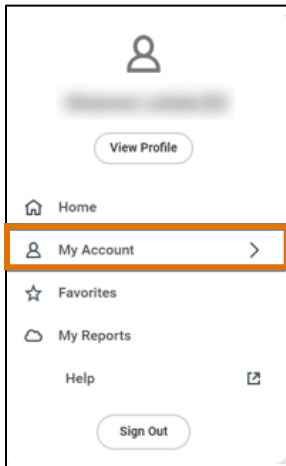 View Profile
Home
My Account
Favorites
My Reports
Help
Sign Out